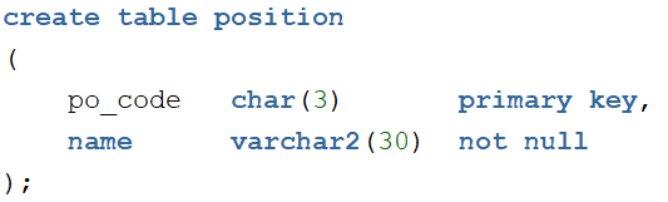 create table position
(
po_code char(3) primary key,
name varchar2(30) not null
);